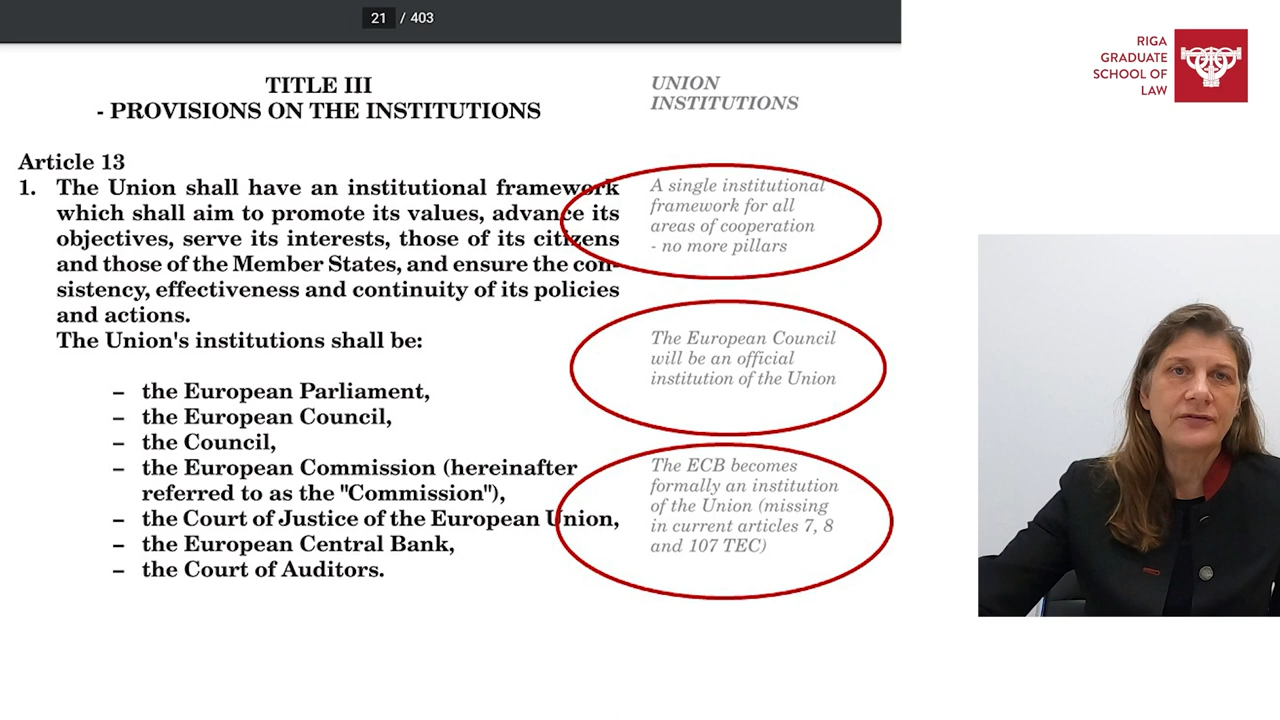 21 / 403
RIGA
GRADUATE
SCHOOL OF
LAW
TITLE III
- PROVISIONS ON THE INSTITUTIONS
UNION
INSTITUTIONS
Article 13
1. The Union shall have an institutional framework
which shall aim to promote its values, advance its
objectives, serve its interests, those of its citizens
and those of the Member States, and ensure the con-
sistency, effectiveness and continuity of its policies
and actions.
The Union's institutions shall be:
– the European Parliament,
– the European Council,
– the Council,
– the European Commission (hereinafter
referred to as the "Commission"),
– the Court of Justice of the European Union,
– the European Central Bank,
– the Court of Auditors.
A single institutional
framework for all
areas of cooperation
- no more pillars
The European Council
will be an official
institution of the Union
The ECB becomes
formally an institution
of the Union (missing
in current articles 7, 8
and 107 TEC)